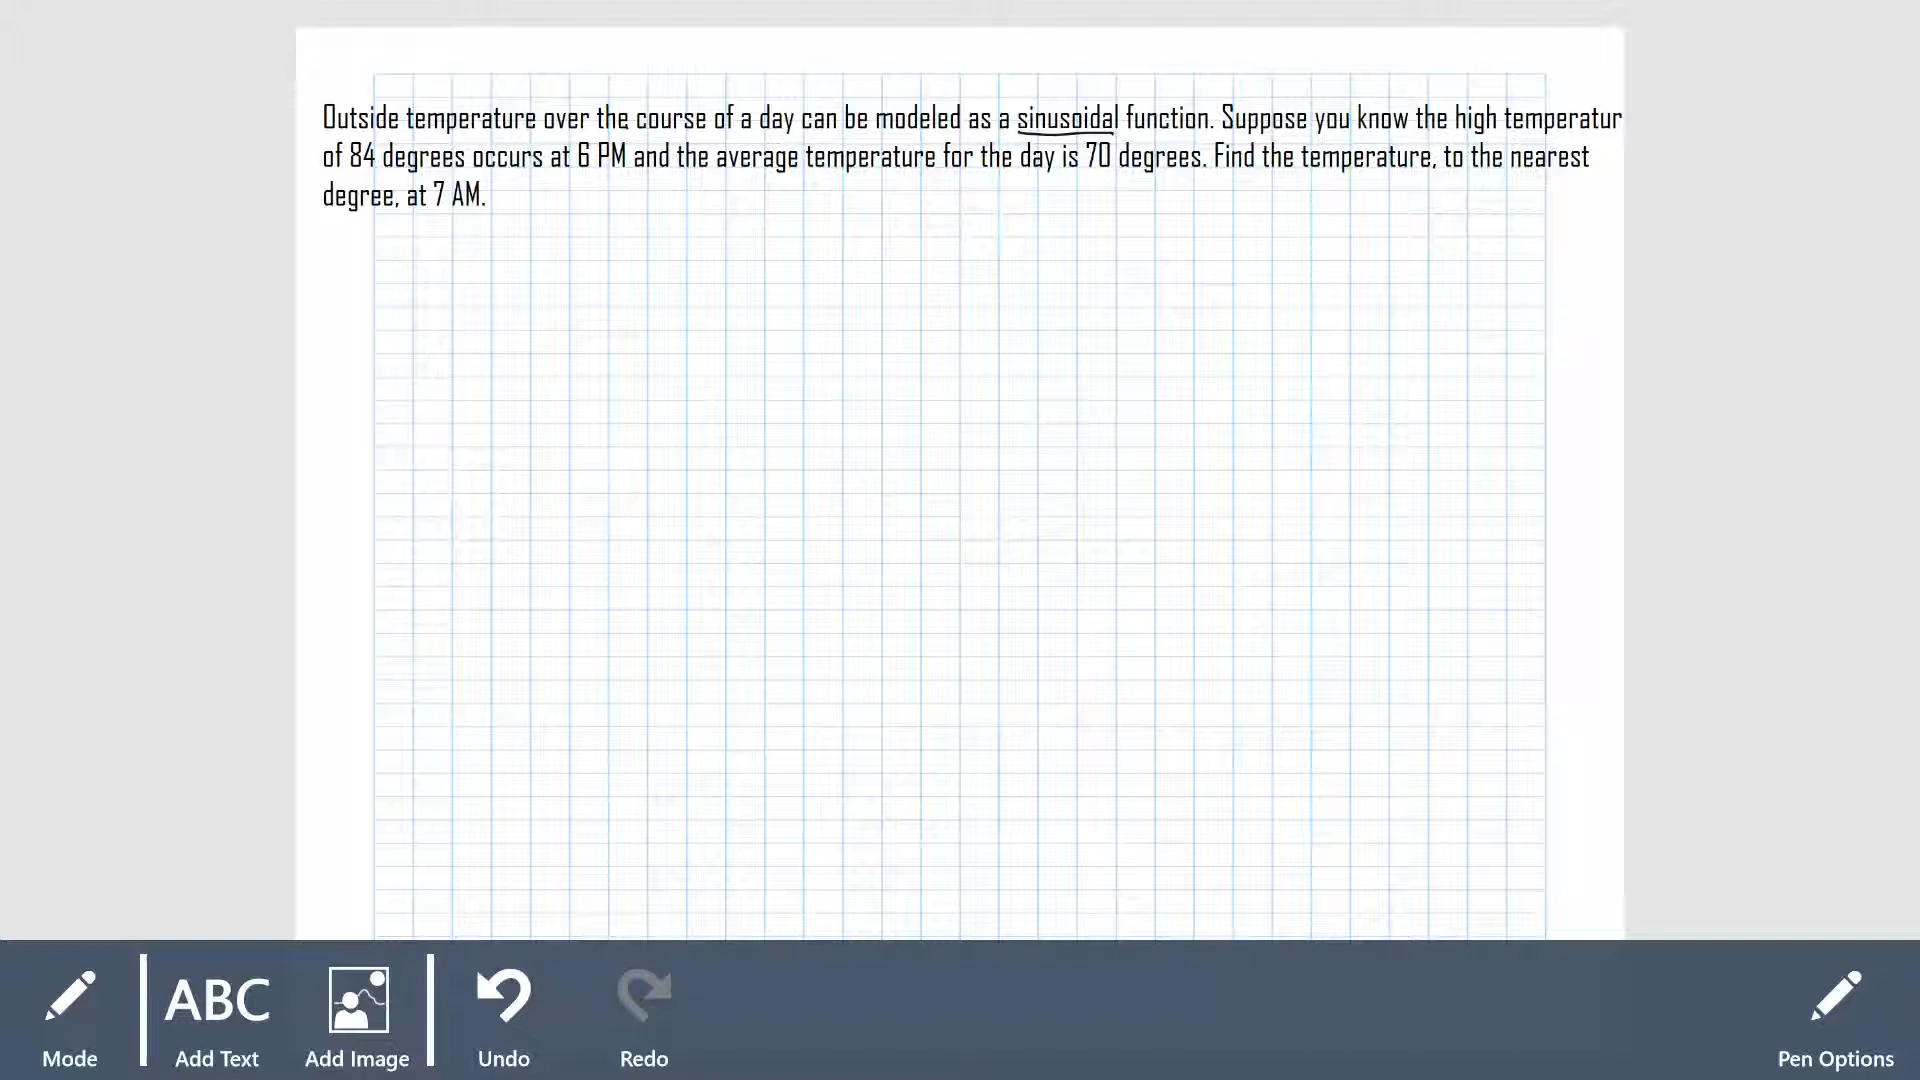 Outside temperature over the course of a day can be modeled as a sinusoidal function. Suppose you know the high temperatur
of 84 degrees occurs at 6 PM and the average temperature for the day is 70 degrees. Find the temperature, to the nearest
degree, at 7 AM.
Mode
ABC
Add Text
Add Image
Undo
Redo
Pen Options